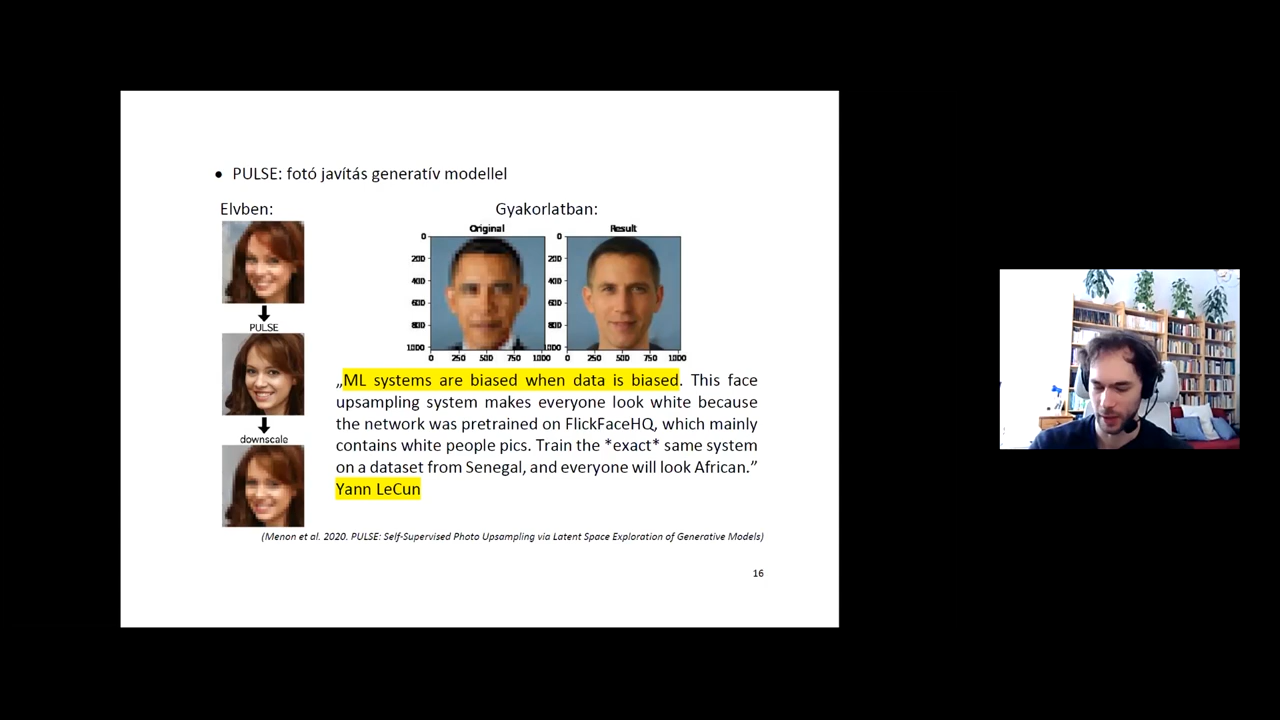 ● PULSE: fotó javítás generatív modellel
Elvben:
Gyakorlatban:
PULSE
downscale
Original
Result
0
200
400
600
800
1000
0 250 500 750 1000
0
200
400
600
800
1000
0 250 500 750 1000
„ML systems are biased when data is biased. This face
upsampling system makes everyone look white because
the network was pretrained on FlickFaceHQ, which mainly
contains white people pics. Train the *exact* same system
on a dataset from Senegal, and everyone will look African.”
Yann LeCun
(Menon et al. 2020. PULSE: Self-Supervised Photo Upsampling via Latent Space Exploration of Generative Models)
16